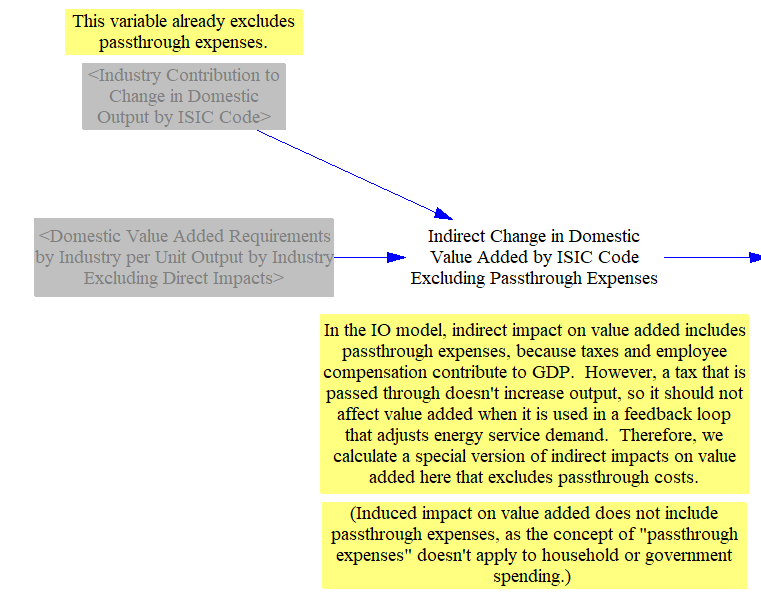 This variable already excludes
passthrough expenses.
<Industry Contribution to
Change in Domestic
Output by ISIC Code>
<Domestic Value Added Requirements
by Industry per Unit Output by Industry
Excluding Direct Impacts>
Indirect Change in Domestic
Value Added by ISIC Code
Excluding Passthrough Expenses
In the IO model, indirect impact on value added includes
passthrough expenses, because taxes and employee
compensation contribute to GDP.  However, a tax that is
passed through doesn't increase output, so it should not
affect value added when it is used in a feedback loop
that adjusts energy service demand.  Therefore, we
calculate a special version of indirect impacts on value
added here that excludes passthrough costs.
(Induced impact on value added does not include
passthrough expenses, as the concept of "passthrough
expenses" doesn't apply to household or government
spending.)